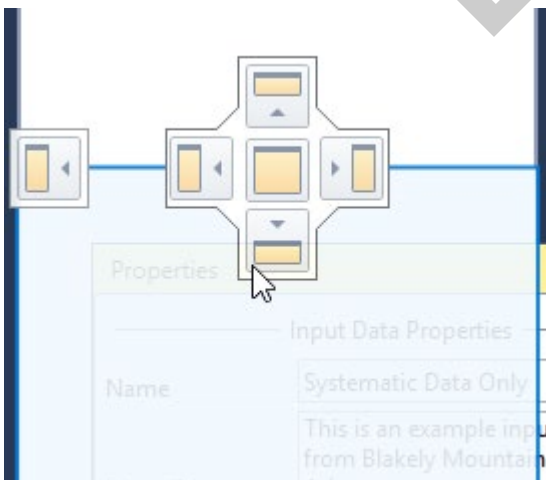 Properties
Input Data Properties
Name
Systematic Data Only
This is an example inpu
from Blakely Mountain